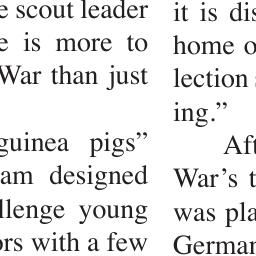 e scout leader
e is more to
War than just
guinea pigs”
am designed
llenge young
ors with a few
it is dis
home o
lection
ing.”
Aft
War’s t
was pla
German